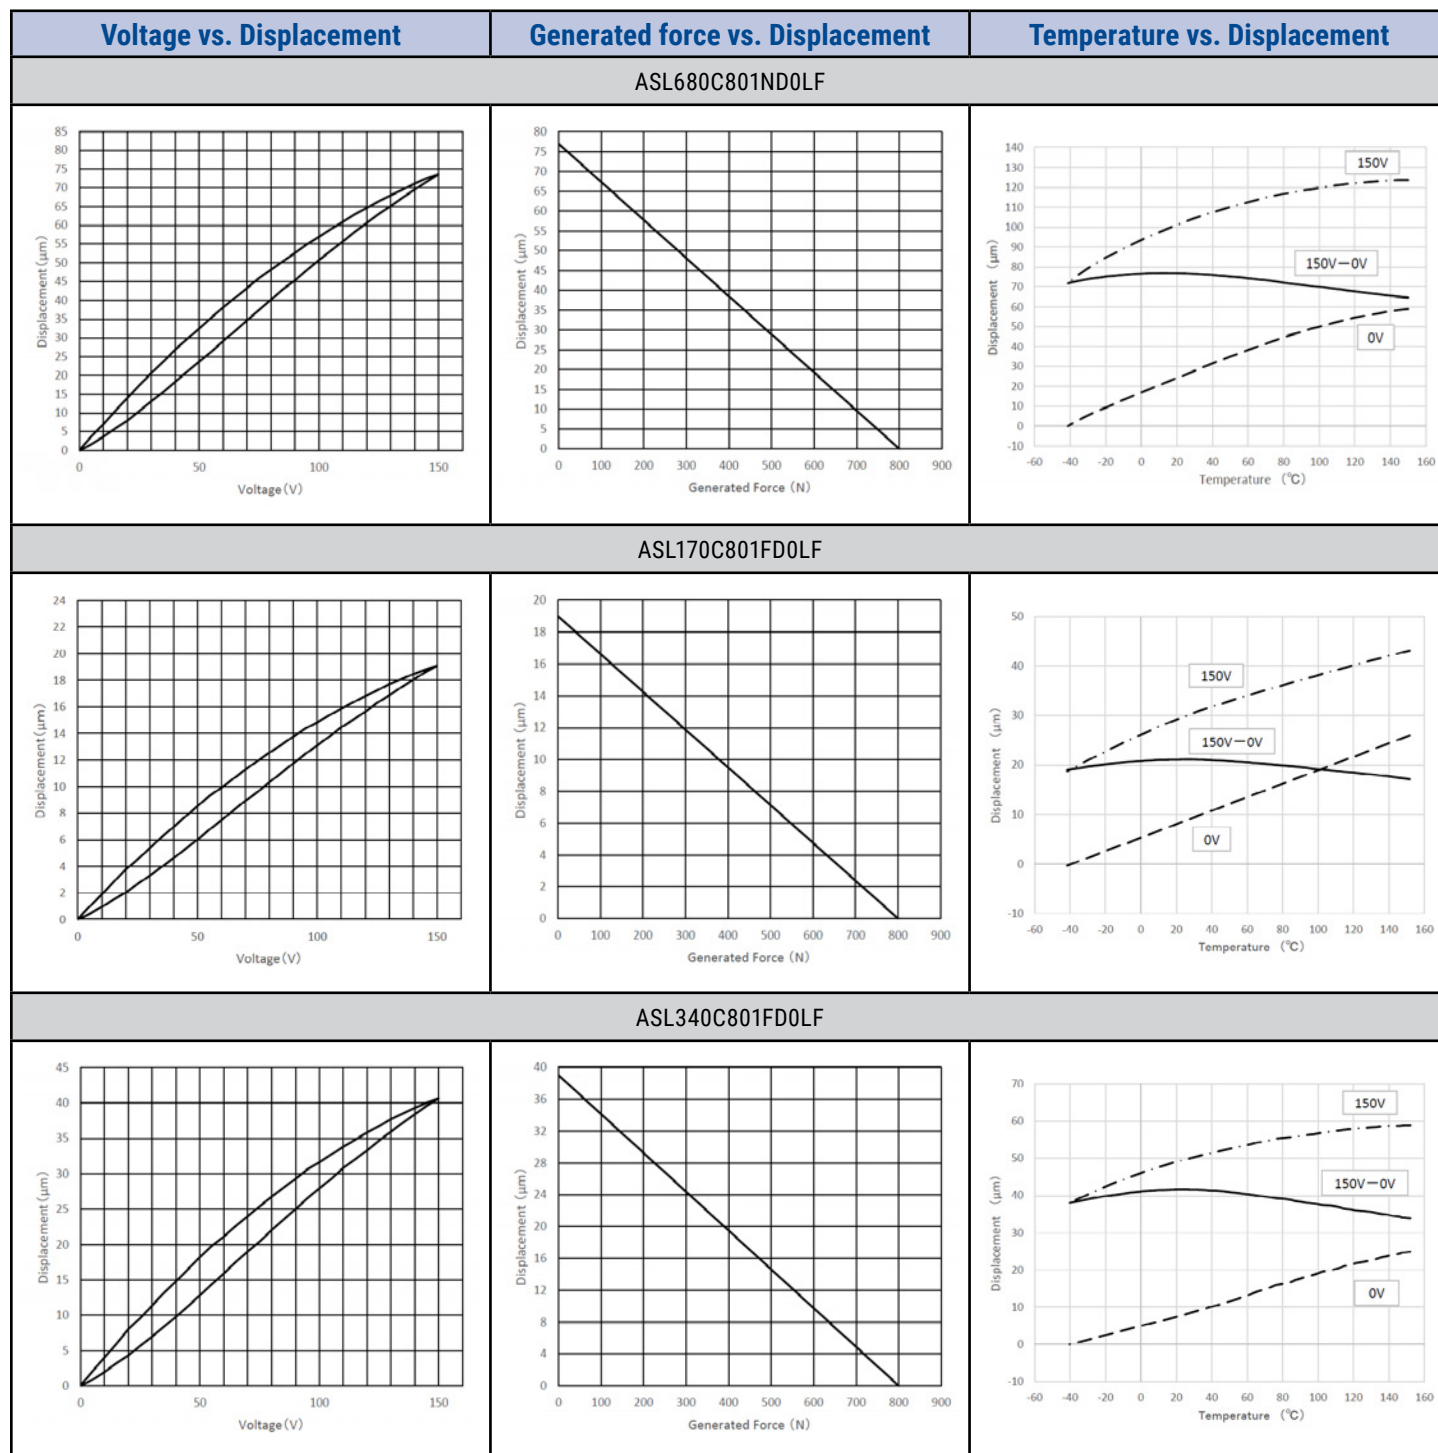 Voltage vs. Displacement
Generated force vs. Displacement
Temperature vs. Displacement
ASL680C801ND0LF
85
80
75
70
65
60
55
50
45
40
35
30
25
20
15
10
5
0
Displacement(μm)
0 50 100 150
Voltage(V)
80
75
70
65
60
55
50
45
40
35
30
25
20
15
10
5
0
Displacement(μm)
0 100 200 300 400 500 600 700 800 900
Generated Force (N)
140
130
120
110
100
90
80
70
60
50
40
30
20
10
0
-10
Displacement (μm)
150V
150V－0V
0V
-60 -40 -20 0 20 40 60 80 100 120 140 160
Temperature (℃)
ASL170C801FD0LF
24
22
20
18
16
14
12
10
8
6
4
2
0
Displacement(μm)
0 50 100 150
Voltage(V)
20
18
16
14
12
10
8
6
4
2
0
Displacement(μm)
0 100 200 300 400 500 600 700 800 900
Generated Force (N)
50
40
30
20
10
0
-10
Displacement (μm)
150V
150V－0V
0V
-60 -40 -20 0 20 40 60 80 100 120 140 160
Temperature (℃)
ASL340C801FD0LF
45
40
35
30
25
20
15
10
5
0
Displacement(μm)
0 50 100 150
Voltage(V)
40
36
32
28
24
20
16
12
8
4
0
Displacement(μm)
0 100 200 300 400 500 600 700 800 900
Generated Force (N)
70
60
50
40
30
20
10
0
-10
Displacement (μm)
150V
150V－0V
0V
-60 -40 -20 0 20 40 60 80 100 120 140 160
Temperature (℃)